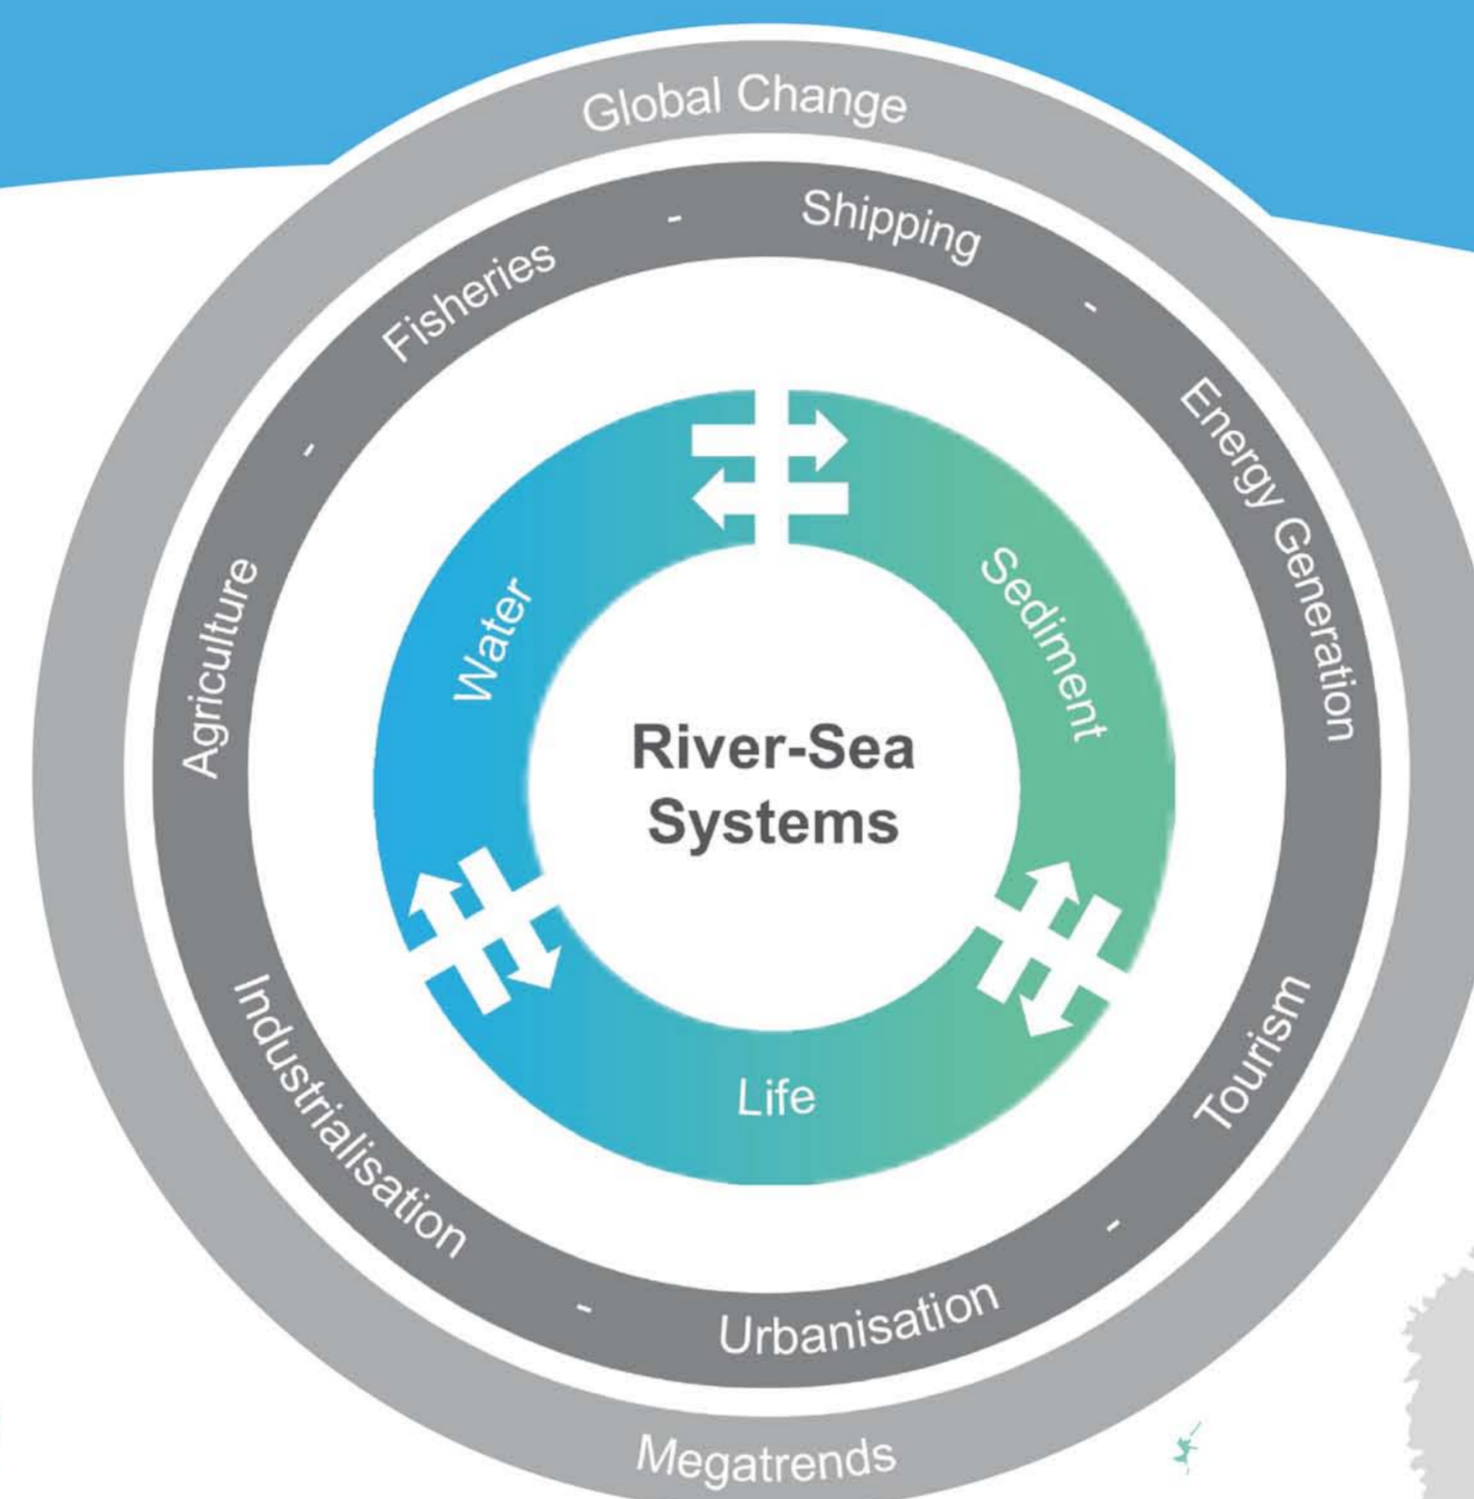 Global Change
Agriculture - Fisheries - Shipping - Energy Generation
Water
Sediment
River-Sea
Systems
Life
Industrialisation - Urbanisation - Tourism
Megatrends